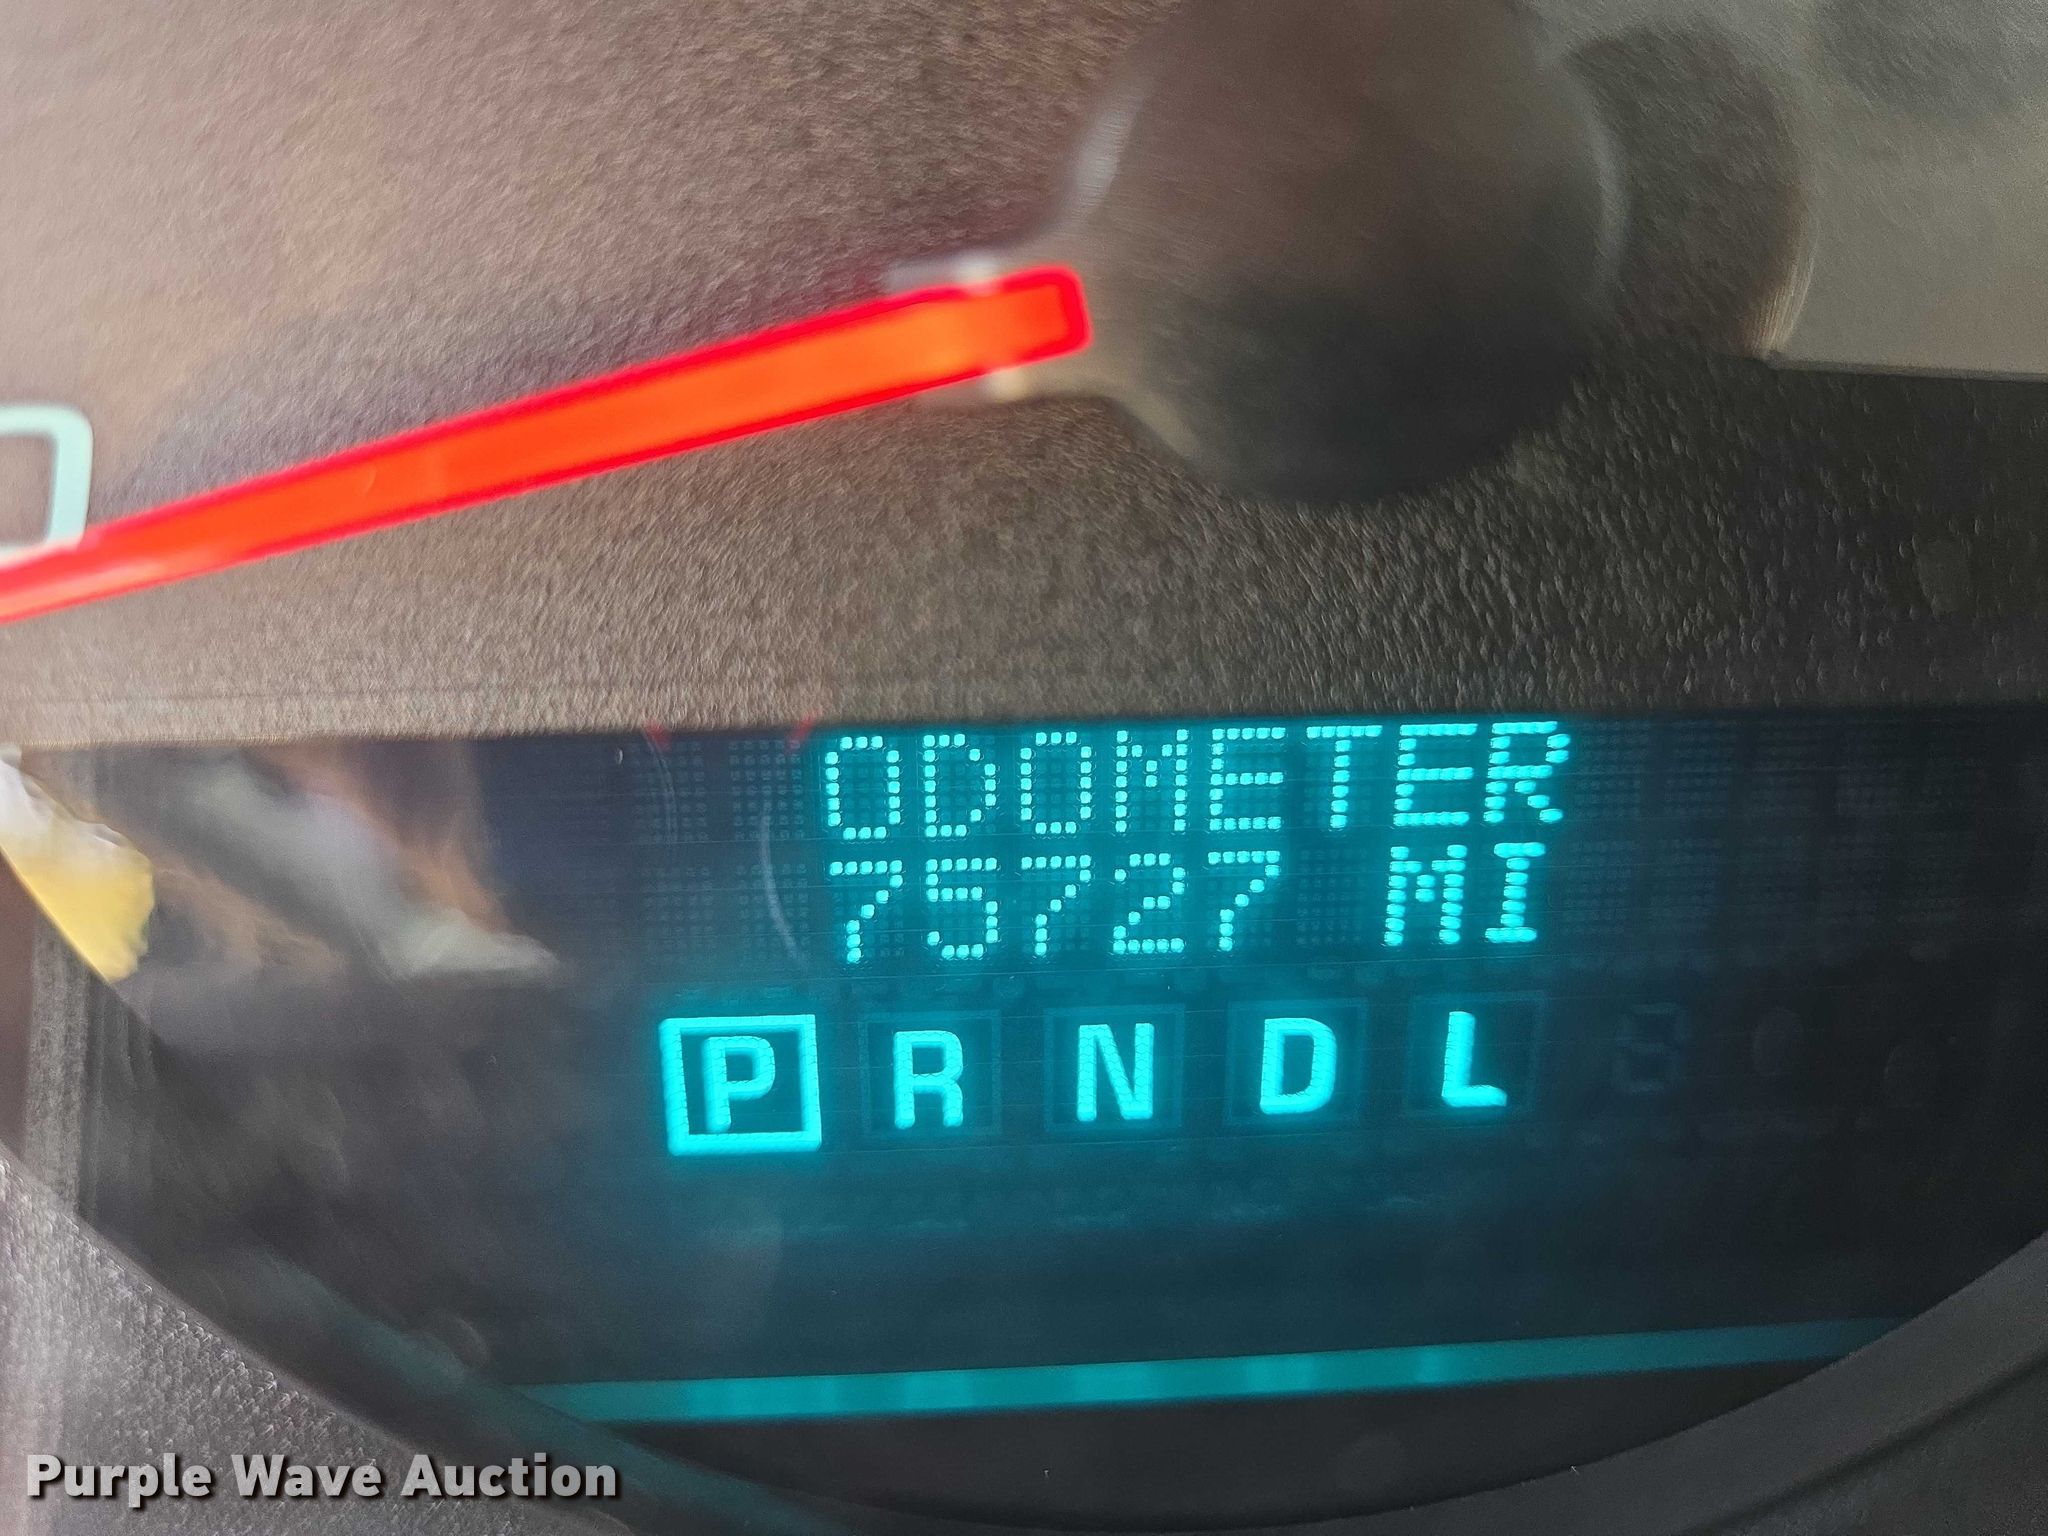 ODOMETER
75727 MI
P R N D L
Purple Wave Auction